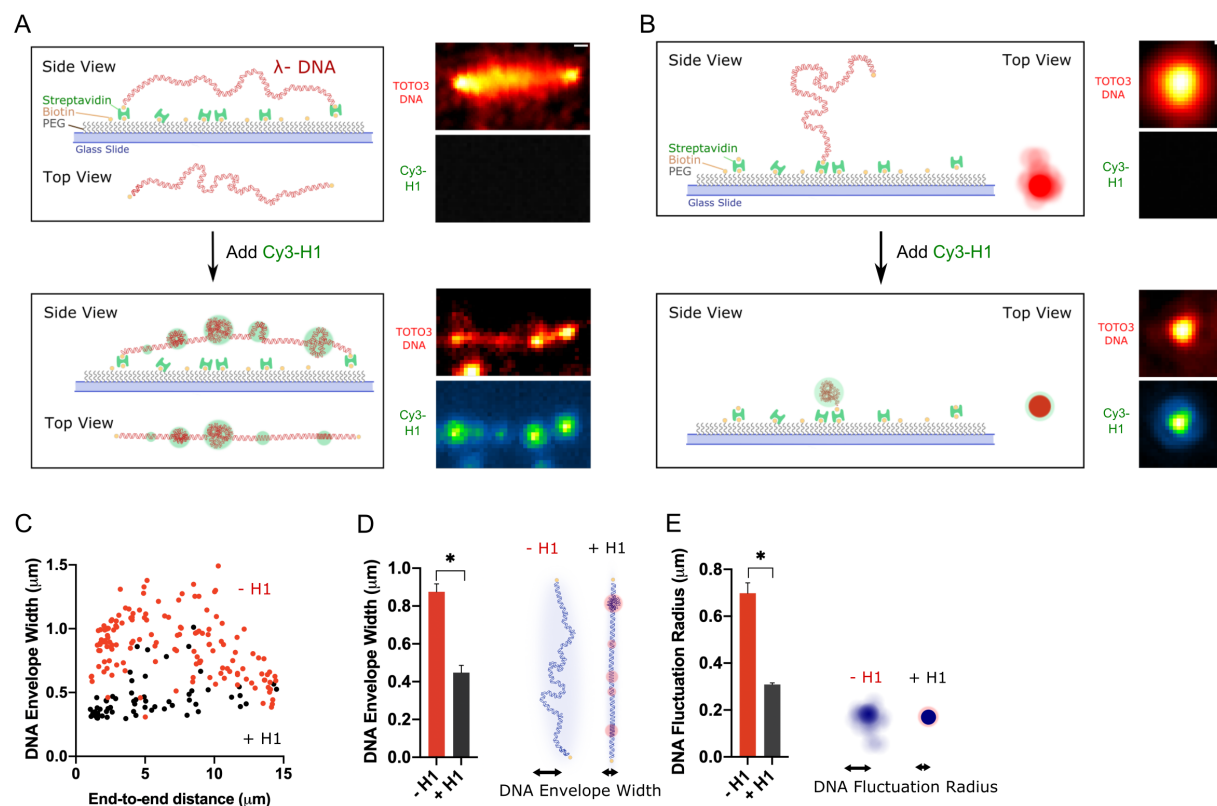 A
Side View
λ- DNA
Streptavidin
Biotin
PEG
Glass Slide
Top View
TOTO3
DNA
Cy3-
H1
Add Cy3-H1
Side View
Top View
TOTO3
DNA
Cy3-
H1
B
Side View
Top View
Streptavidin
Biotin
PEG
Glass Slide
TOTO3
DNA
Cy3-
H1
Add Cy3-H1
Side View
Top View
TOTO3
DNA
Cy3-
H1
C
DNA Envelope Width (μm)
1.5
1.0
0.5
0.0
0
5
10
15
End-to-end distance (μm)
- H1
+ H1
D
DNA Envelope Width (μm)
1.0
0.8
0.6
0.4
0.2
0.0
*
- H1
+ H1
- H1
+ H1
DNA Envelope Width
E
DNA Fluctuation Radius (μm)
0.8
0.6
0.4
0.2
0.0
*
- H1
+ H1
- H1
+ H1
DNA Fluctuation Radius